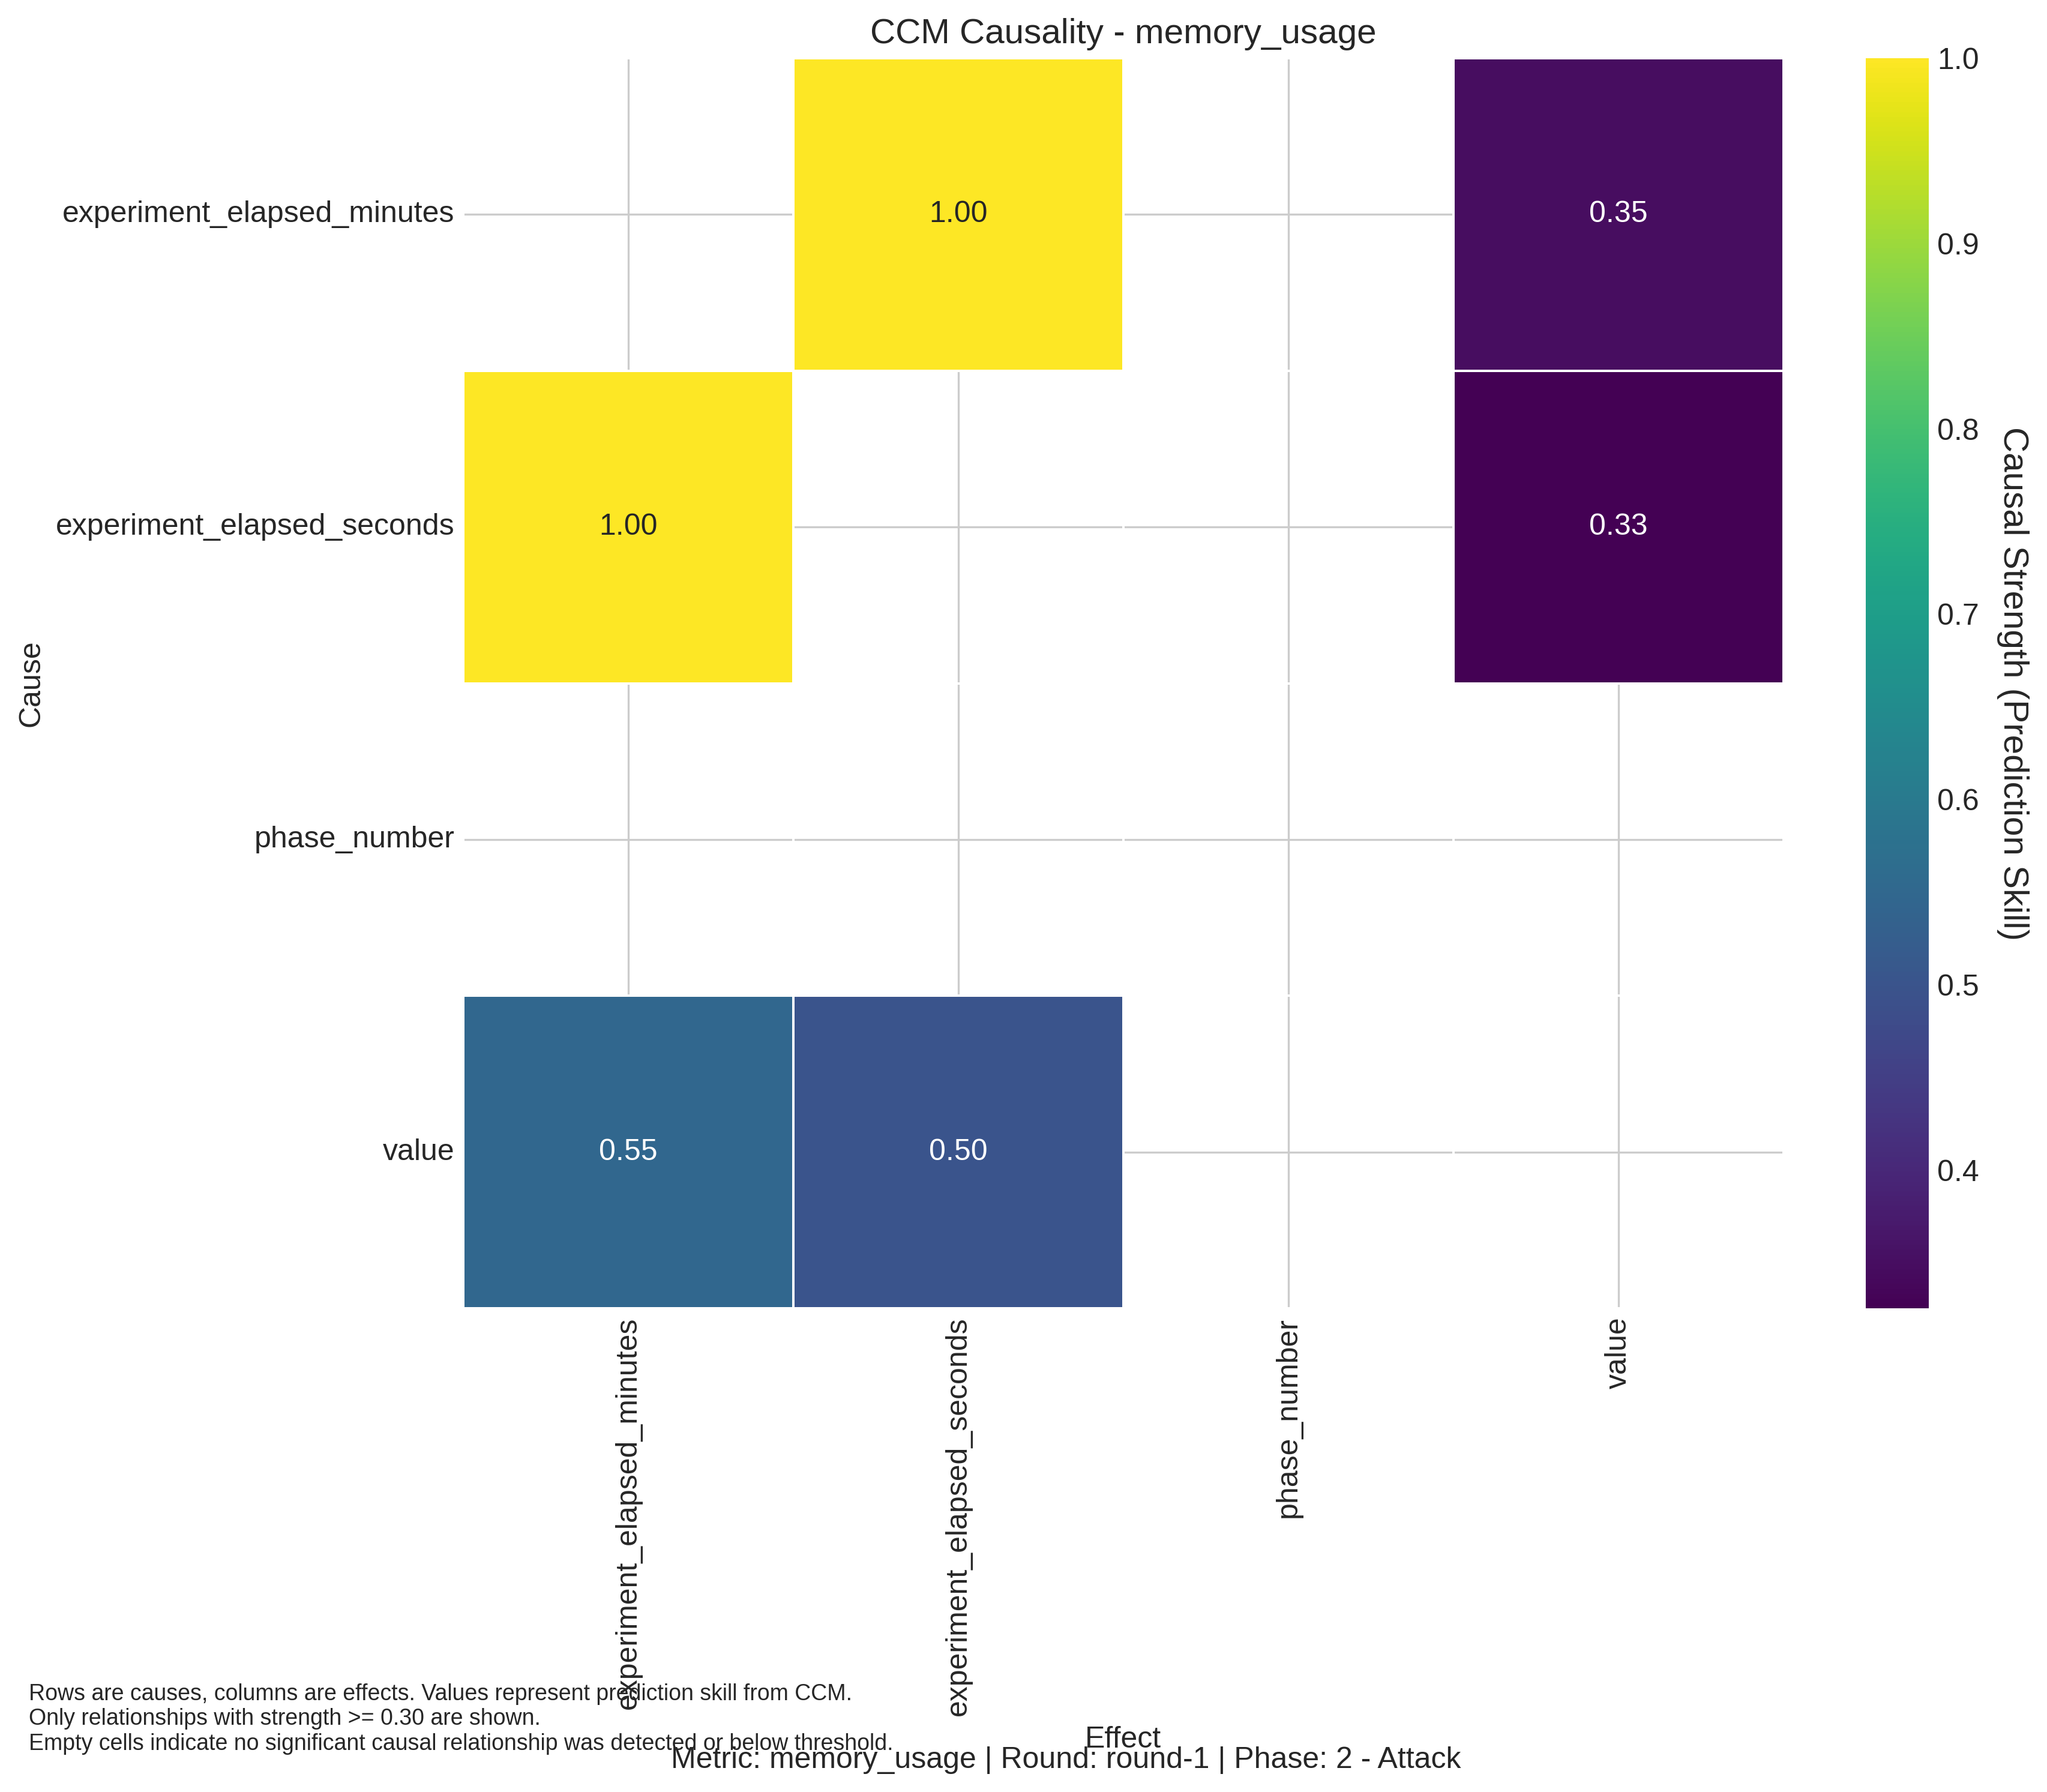 CCM Causality - memory_usage
experiment_elapsed_minutes
1.00
0.35
experiment_elapsed_seconds
1.00
0.33
phase_number
value
0.55
0.50
Cause
experiment_elapsed_minutes
experiment_elapsed_seconds
phase_number
value
Effect
1.0
0.9
0.8
0.7
0.6
0.5
0.4
Causal Strength (Prediction Skill)
Rows are causes, columns are effects. Values represent prediction skill from CCM.
Only relationships with strength >= 0.30 are shown.
Empty cells indicate no significant causal relationship was detected or below threshold.
Metric: memory_usage | Round: round-1 | Phase: 2 - Attack